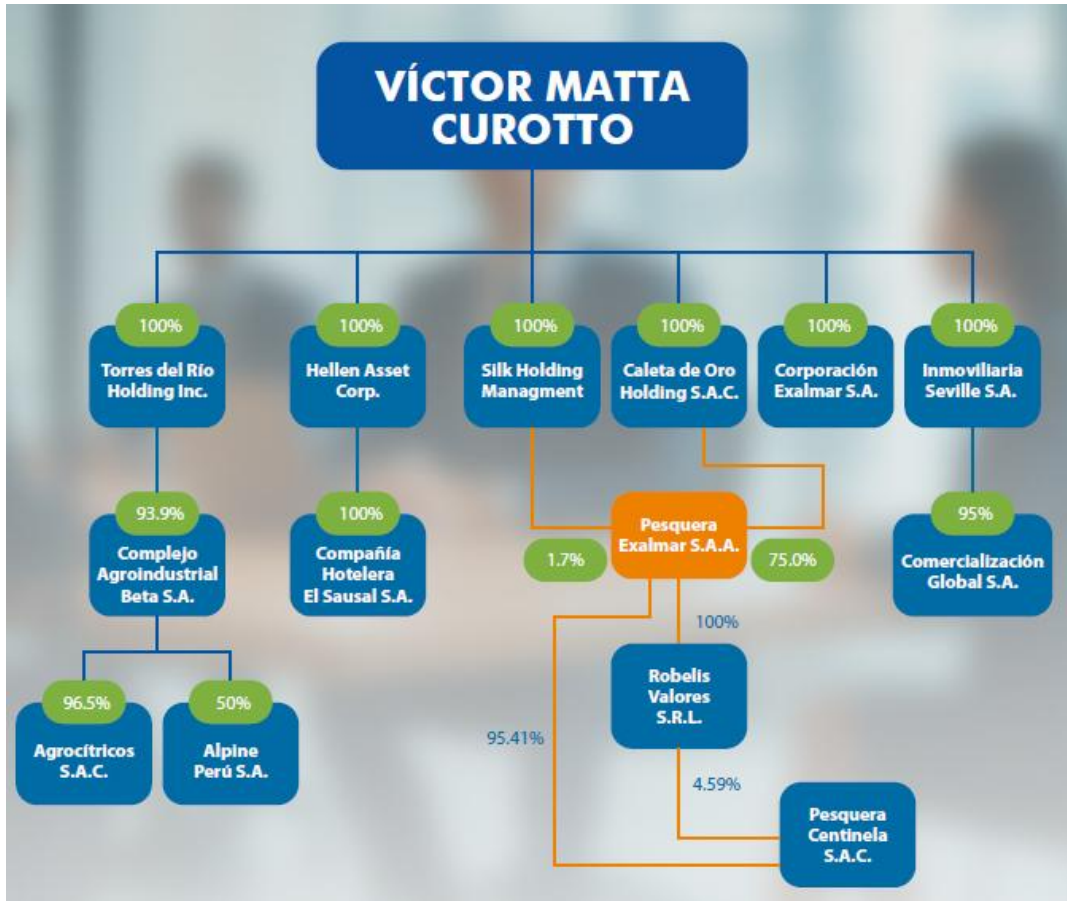 VÍCTOR MATTA
CUROTTO
100%
Torres del Río
Holding Inc.
100%
Hellen Asset
Corp.
100%
Silk Holding
Managment
100%
Caleta de Oro
Holding S.A.C.
100%
Corporación
Exalmar S.A.
100%
Inmoviliaria
Seville S.A.
93.9%
Complejo
Agroindustrial
Beta S.A.
100%
Compañía
Hotelera
El Sausal S.A.
1.7%
Pesquera
Exalmar S.A.A.
75.0%
95%
Comercialización
Global S.A.
100%
Robelis
Valores
S.R.L.
96.5%
Agrocítricos
S.A.C.
50%
Alpine
Perú S.A.
95.41%
4.59%
Pesquera
Centinela
S.A.C.